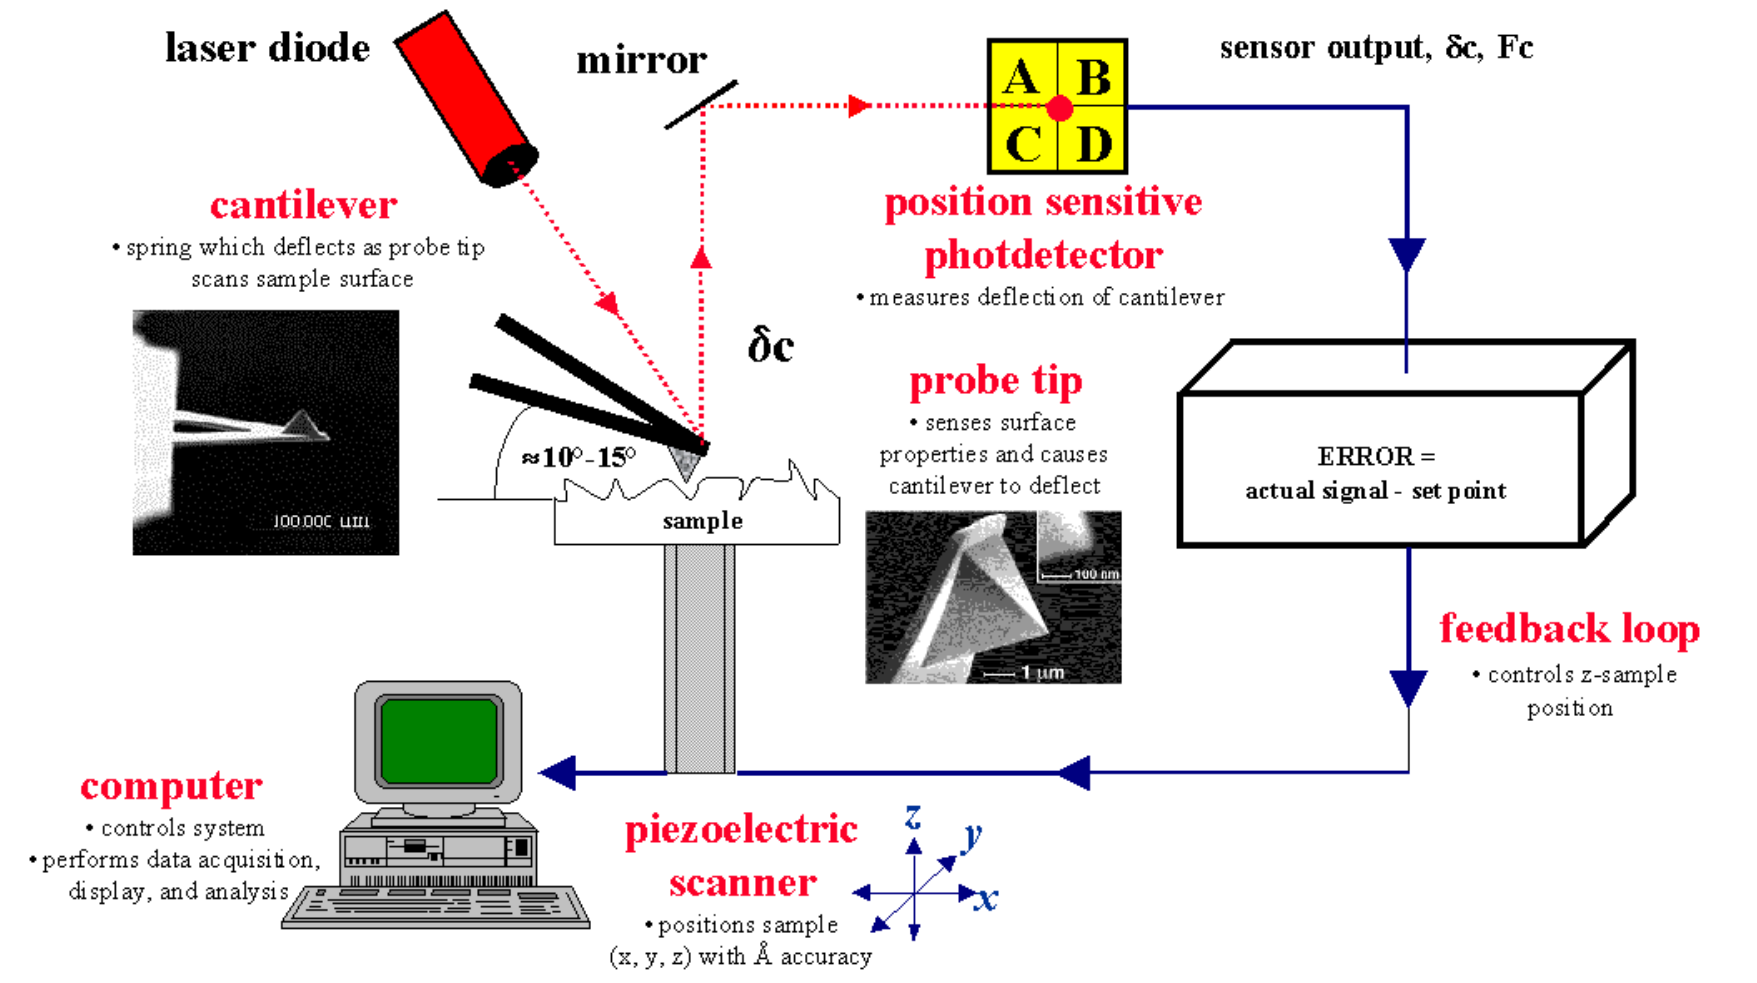 laser diode
mirror
A B
C D
sensor output, δc, Fc
cantilever
• spring which deflects as probe tip
scans sample surface
100.000 µm
position sensitive
photdetector
• measures deflection of cantilever
δc
≈10°-15°
sample
probe tip
• senses surface
properties and causes
cantilever to deflect
100 nm
1 µm
ERROR =
actual signal - set point
feedback loop
• controls z-sample
position
computer
• controls system
• performs data acquisition,
display, and analysis
piezoelectric
scanner
• positions sample
(x, y, z) with Å accuracy
z
y
x